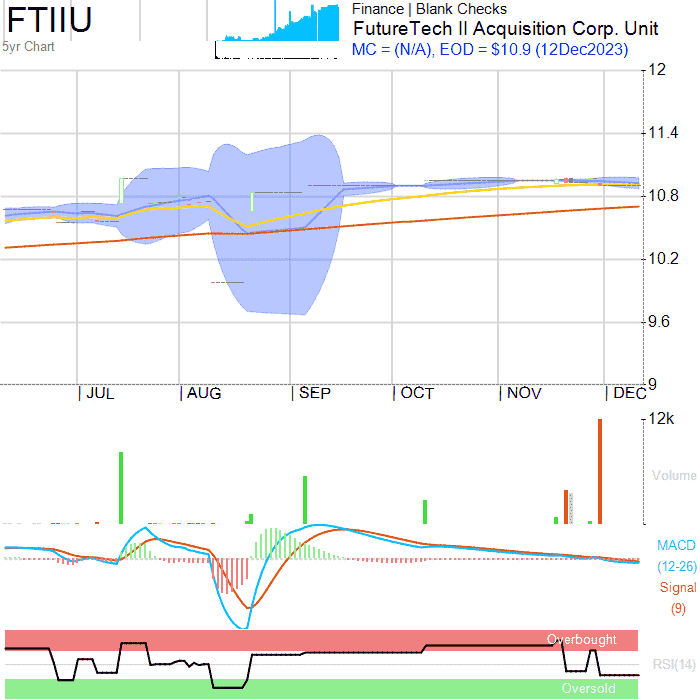 FTIIU
5yr Chart
Finance | Blank Checks
FutureTech II Acquisition Corp. Unit
MC = (N/A), EOD = $10.9 (12Dec2023)
12
11.4
10.8
10.2
9.6
9
| JUL
| AUG
| SEP
| OCT
| NOV
| DEC
12k
Volume
MACD
(12-26)
Signal
(9)
Overbought
RSI(14)
Oversold